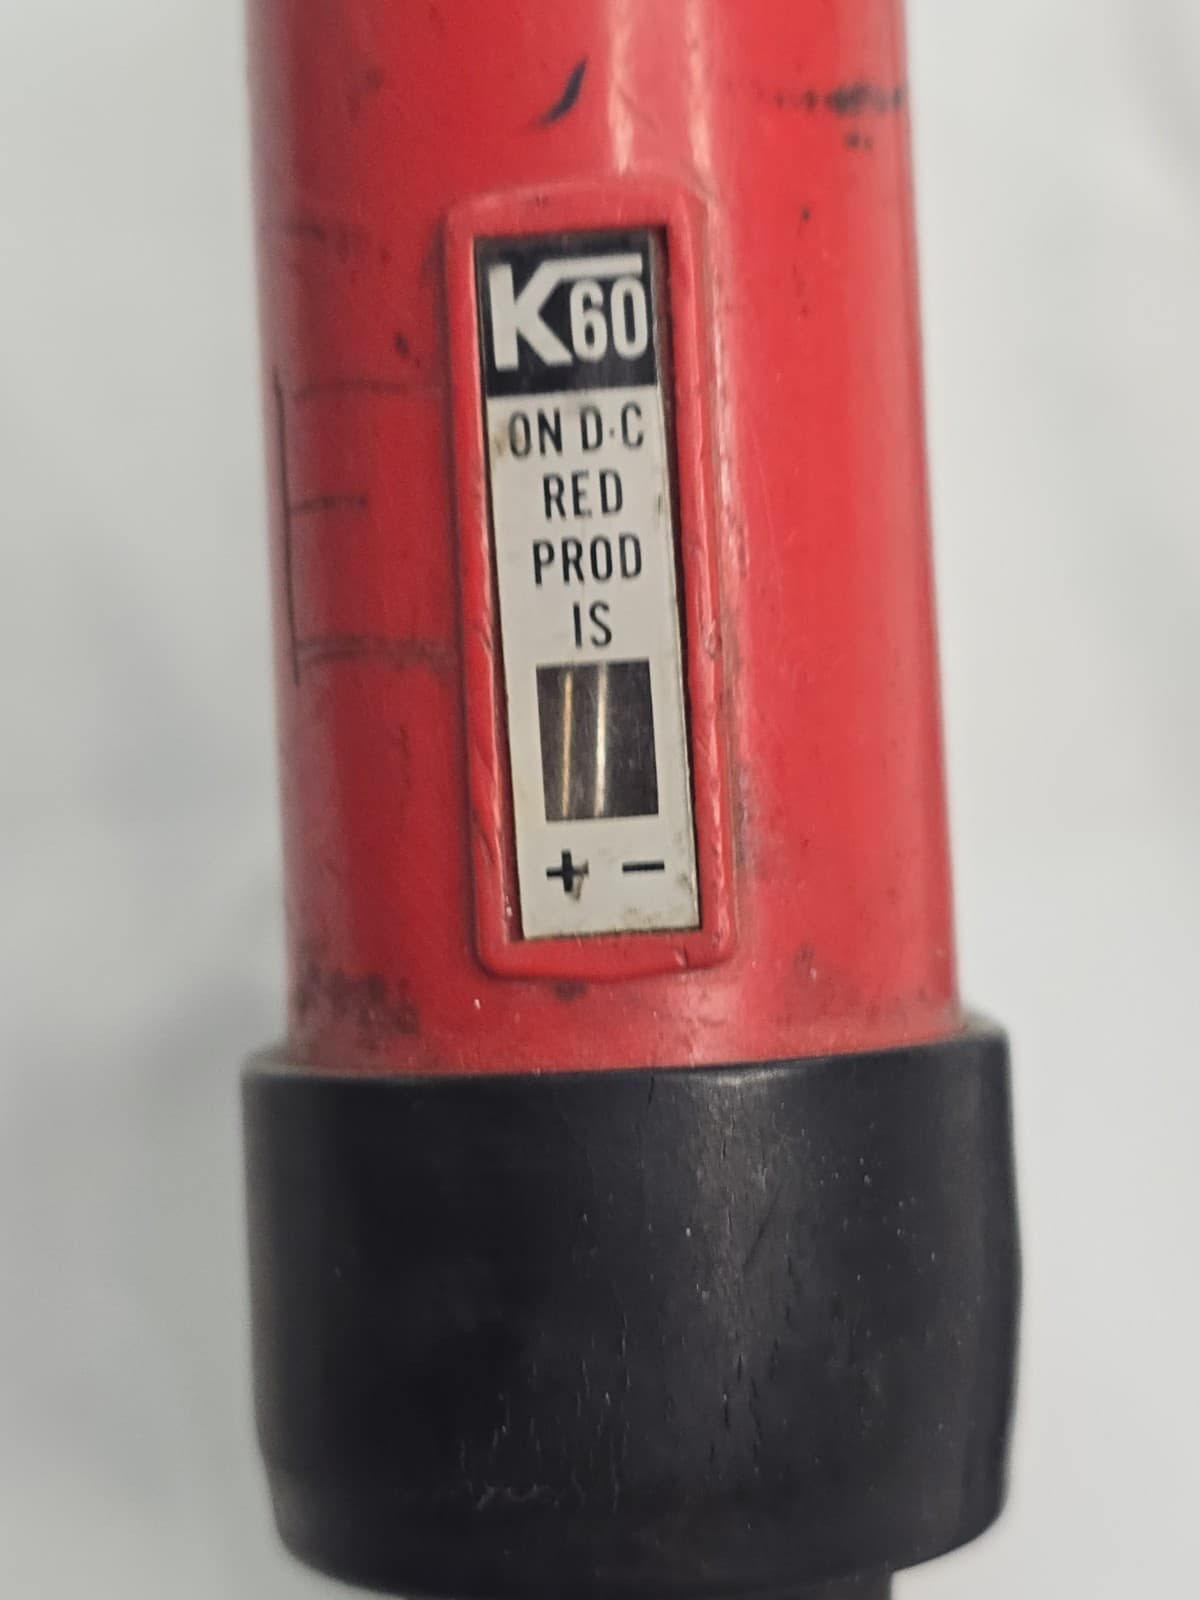 K60
ON D·C
RED
PROD
IS
+ −